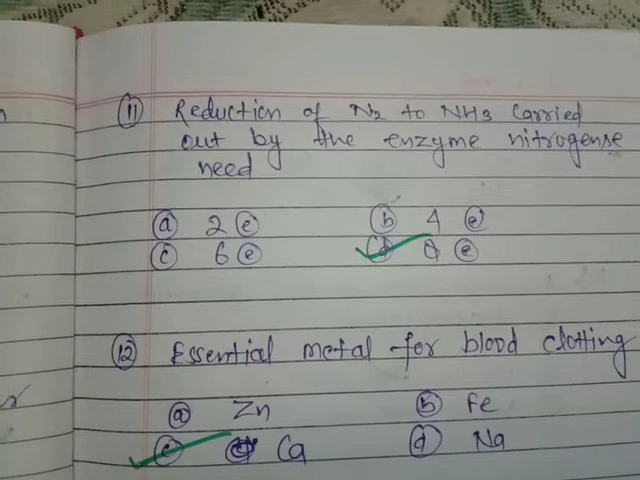 (11) Reduction of N2 to NH3 carried
out by the enzyme nitrogense
need
(a) 2 (e) (b) 4 (e)
(c) 6 (e) (e)
(12) Essential metal for blood clotting
(a) Zn (b) Fe
(c) Ca (d) Na